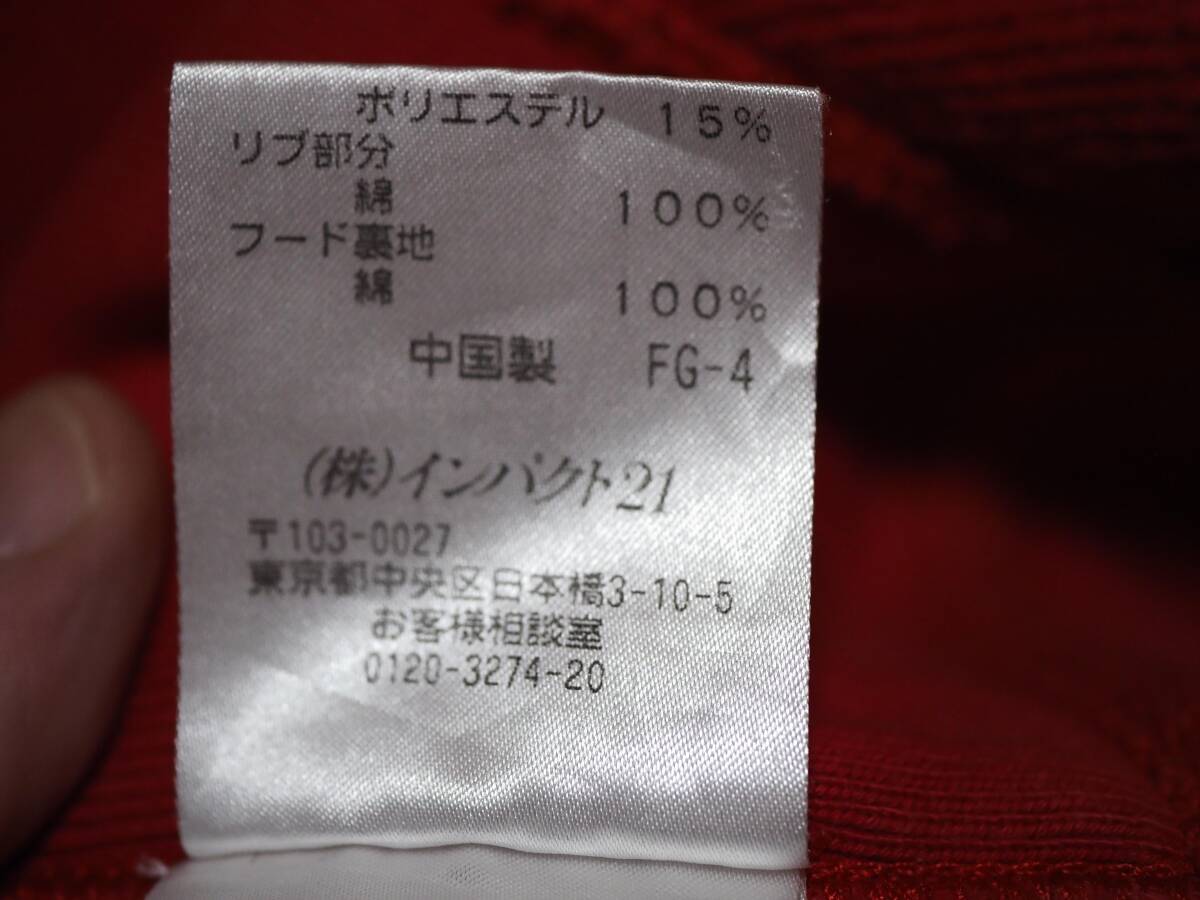 ポリエステル 15%
リブ部分
綿 100%
フード裏地
綿 100%
中国製 FG-4
(株)インパクト21
〒103-0027
東京都中央区日本橋3-10-5
お客様相談室
0120-3274-20